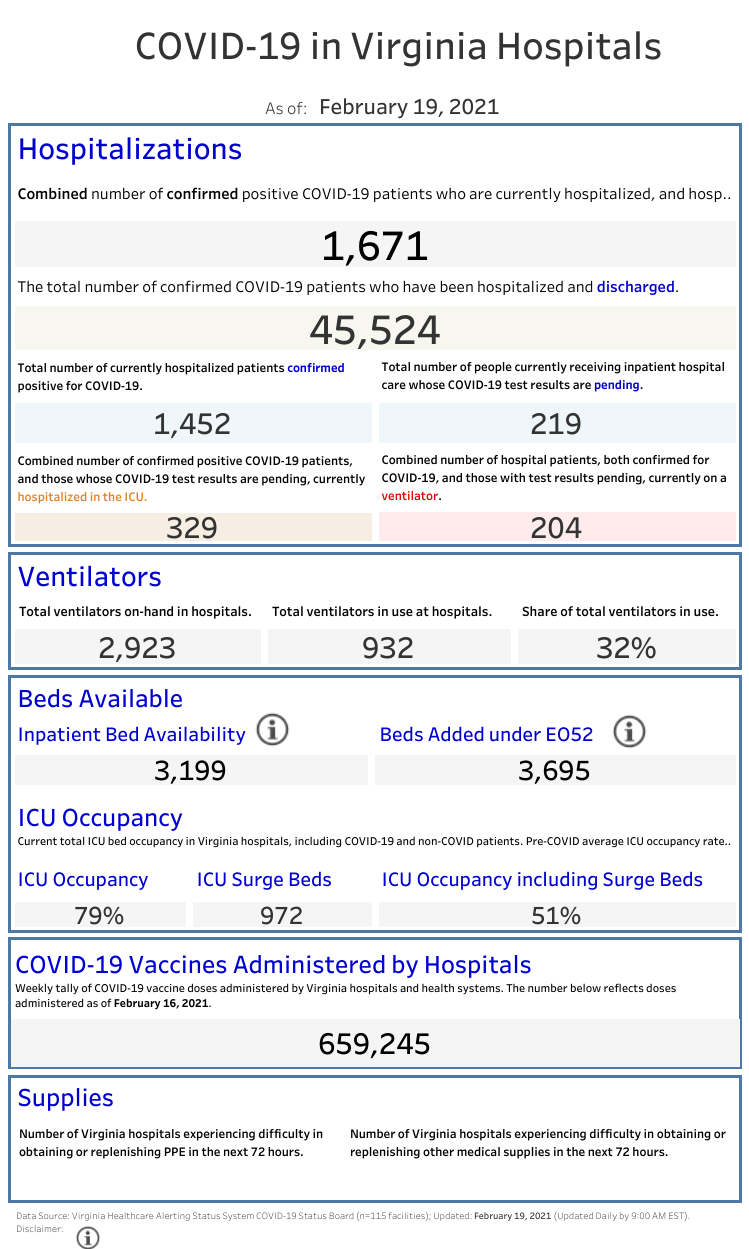 COVID-19 in Virginia Hospitals
As of: February 19, 2021
Hospitalizations
Combined number of confirmed positive COVID-19 patients who are currently hospitalized, and hosp..
1,671
The total number of confirmed COVID-19 patients who have been hospitalized and discharged.
45,524
Total number of currently hospitalized patients confirmed
positive for COVID-19.
Total number of people currently receiving inpatient hospital
care whose COVID-19 test results are pending.
1,452
219
Combined number of confirmed positive COVID-19 patients,
and those whose COVID-19 test results are pending, currently
hospitalized in the ICU.
Combined number of hospital patients, both confirmed for
COVID-19, and those with test results pending, currently on a
ventilator.
329
204
Ventilators
Total ventilators on-hand in hospitals.
Total ventilators in use at hospitals.
Share of total ventilators in use.
2,923
932
32%
Beds Available
Inpatient Bed Availability
Beds Added under EO52
3,199
3,695
ICU Occupancy
Current total ICU bed occupancy in Virginia hospitals, including COVID-19 and non-COVID patients. Pre-COVID average ICU occupancy rate..
ICU Occupancy
ICU Surge Beds
ICU Occupancy including Surge Beds
79%
972
51%
COVID-19 Vaccines Administered by Hospitals
Weekly tally of COVID-19 vaccine doses administered by Virginia hospitals and health systems. The number below reflects doses
administered as of February 16, 2021.
659,245
Supplies
Number of Virginia hospitals experiencing difficulty in
obtaining or replenishing PPE in the next 72 hours.
Number of Virginia hospitals experiencing difficulty in obtaining or
replenishing other medical supplies in the next 72 hours.
Data Source: Virginia Healthcare Alerting Status System COVID-19 Status Board (n=115 facilities); Updated: February 19, 2021 (Updated Daily by 9:00 AM EST).
Disclaimer: